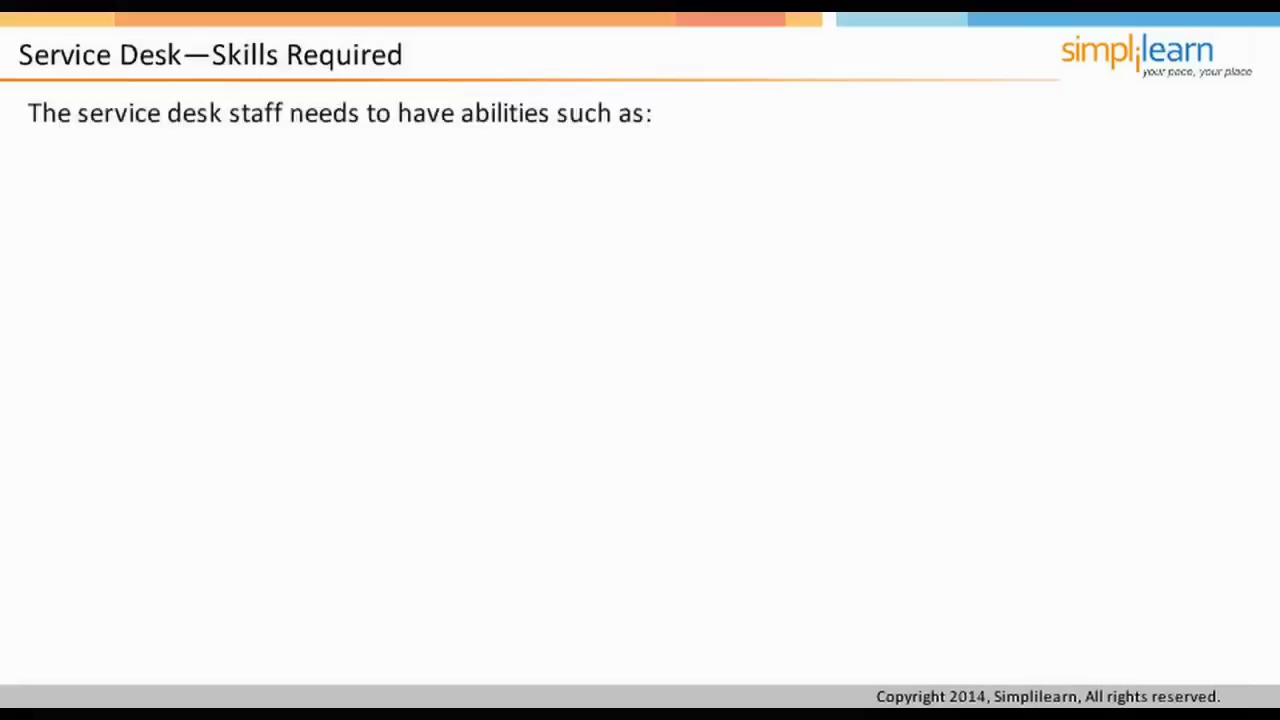 Service Desk—Skills Required
simplilearn
your pace, your place
The service desk staff needs to have abilities such as:
Copyright 2014, Simplilearn, All rights reserved.